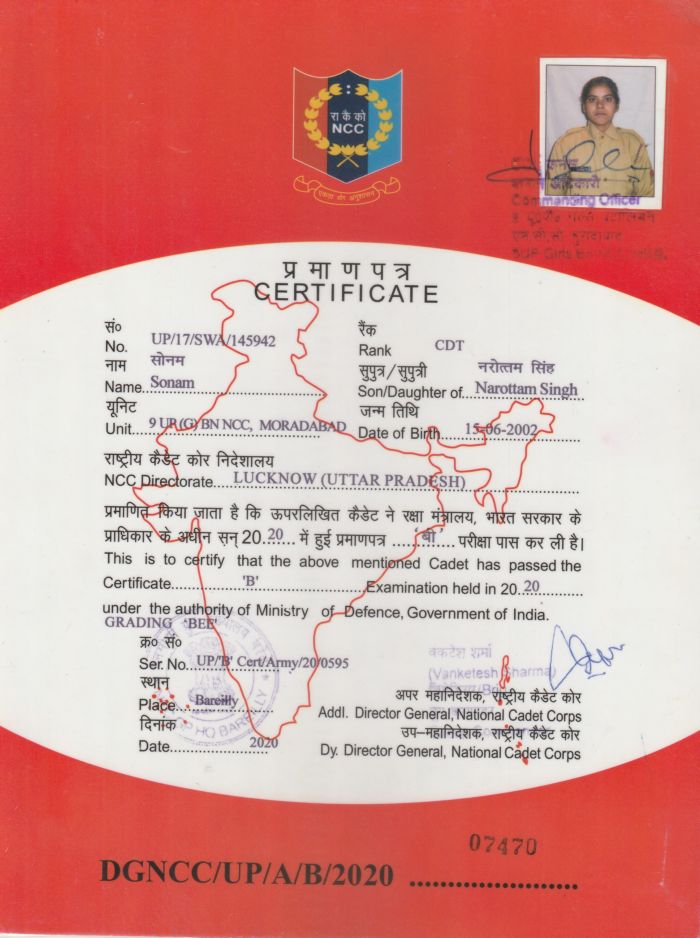 रा कै को
NCC
एकता और अनुशासन
Commanding Officer
प्रमाणपत्र
CERTIFICATE
सं०
No. UP/17/SWA/145942
रैंक
Rank CDT
नाम सोनम
Name Sonam
सुपुत्र/सुपुत्री नरोत्तम सिंह
Son/Daughter of Narottam Singh
यूनिट
Unit 9 UP (G) BN NCC, MORADABAD
जन्म तिथि
Date of Birth 15-06-2002
राष्ट्रीय कैडेट कोर निदेशालय
NCC Directorate LUCKNOW (UTTAR PRADESH)
प्रमाणित किया जाता है कि ऊपरलिखित कैडेट ने रक्षा मंत्रालय, भारत सरकार के
प्राधिकार के अधीन सन् 20 20 में हुई प्रमाणपत्र 'बी' परीक्षा पास कर ली है।
This is to certify that the above mentioned Cadet has passed the
Certificate 'B' Examination held in 20 20
under the authority of Ministry of Defence, Government of India.
GRADING 'BEE'
क्र० सं०
Ser. No. UP/'B' Cert/Army/20/0595
स्थान
Place Bareilly
दिनांक
Date 2020
HQ BAREILLY
वंकटेश शर्मा
(Vanketesh Sharma)
अपर महानिदेशक, राष्ट्रीय कैडेट कोर
Addl. Director General, National Cadet Corps
उप–महानिदेशक, राष्ट्रीय कैडेट कोर
Dy. Director General, National Cadet Corps
07470
DGNCC/UP/A/B/2020